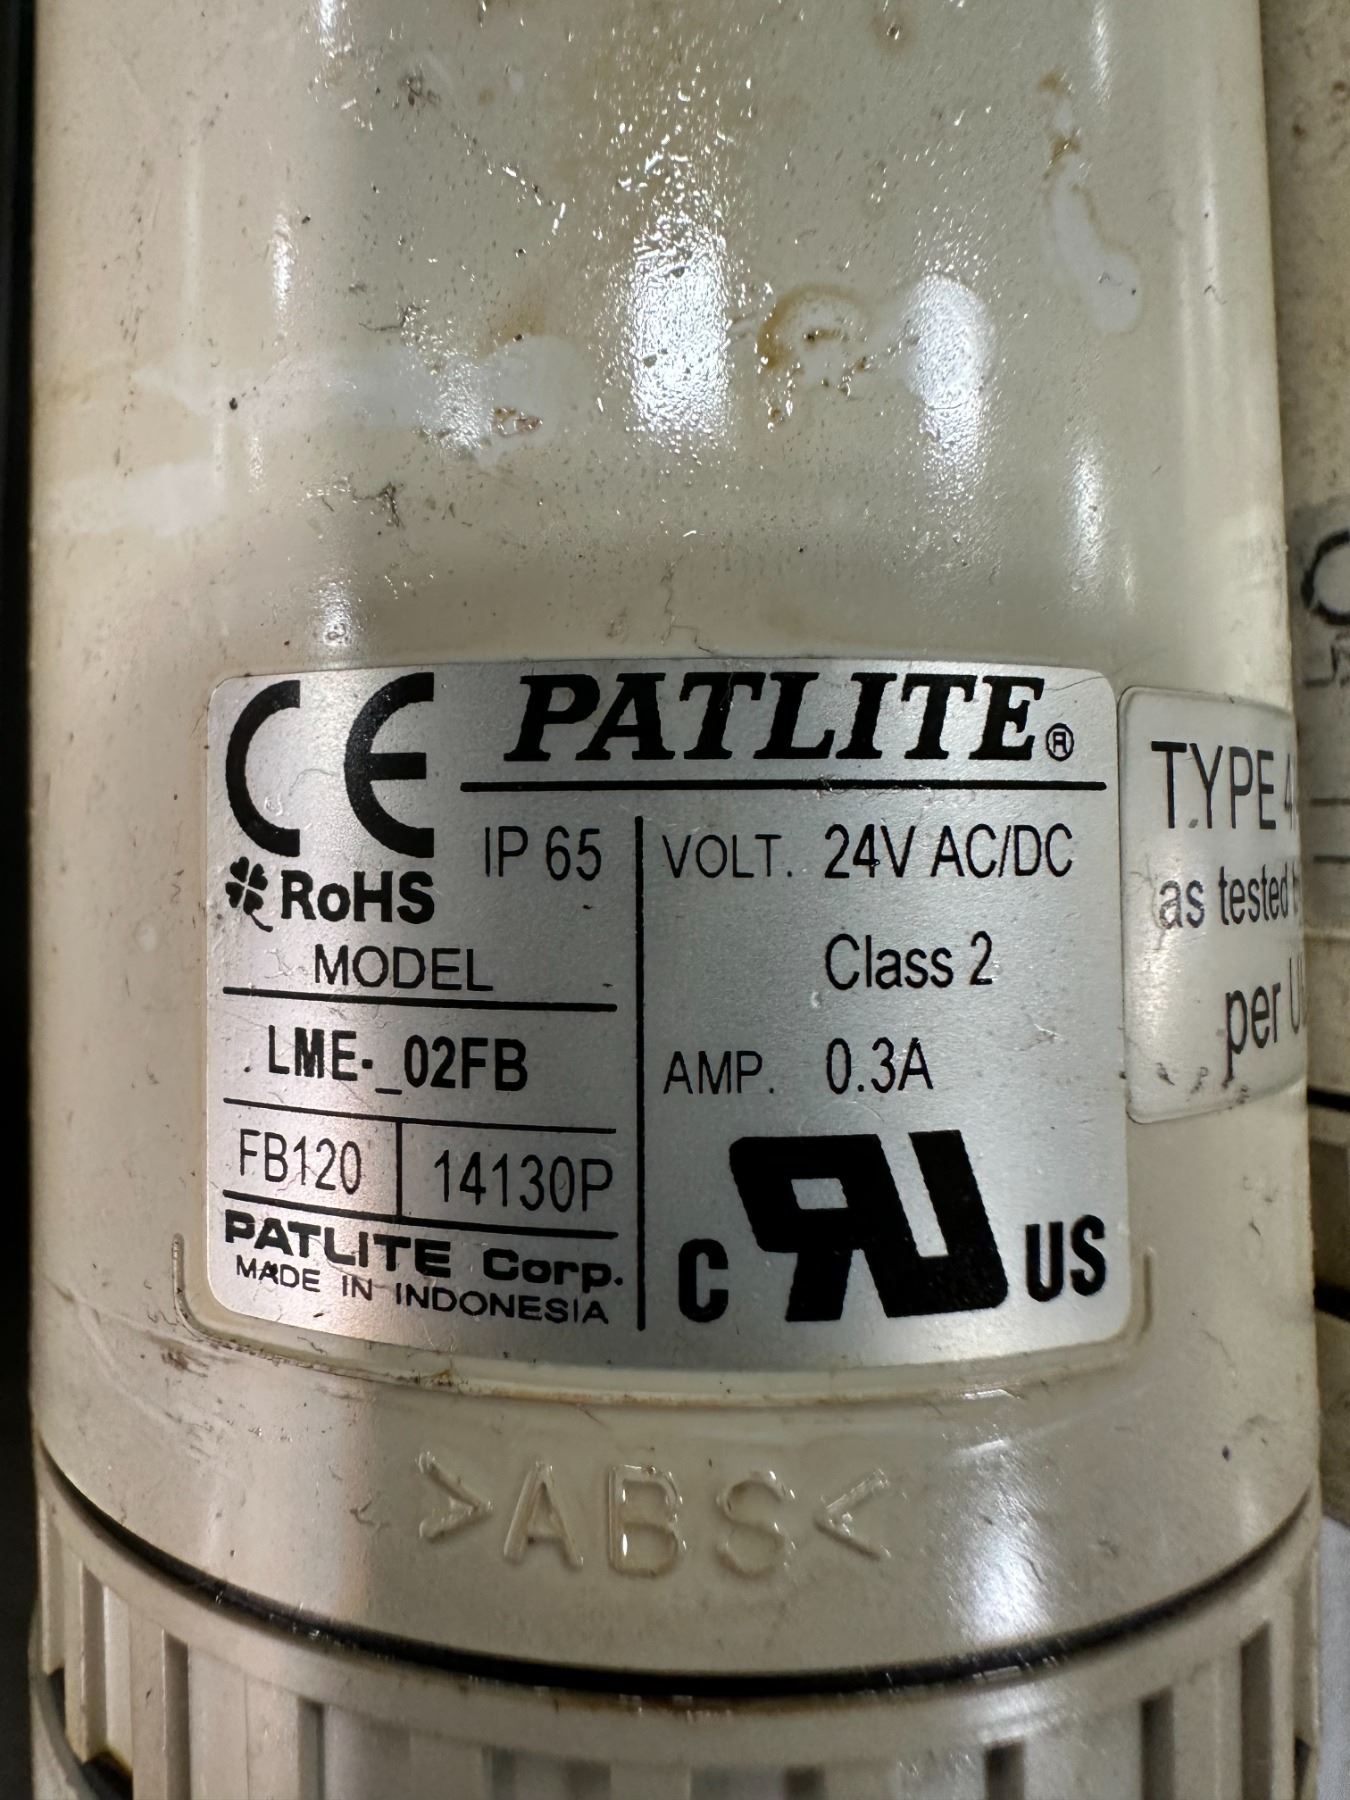 CE PATLITE®
IP 65
RoHS
MODEL
LME-_02FB
FB120 14130P
PATLITE Corp.
MADE IN INDONESIA
VOLT. 24V AC/DC
Class 2
AMP. 0.3A
C RU US
TYPE 4
as tested
per
>ABS<